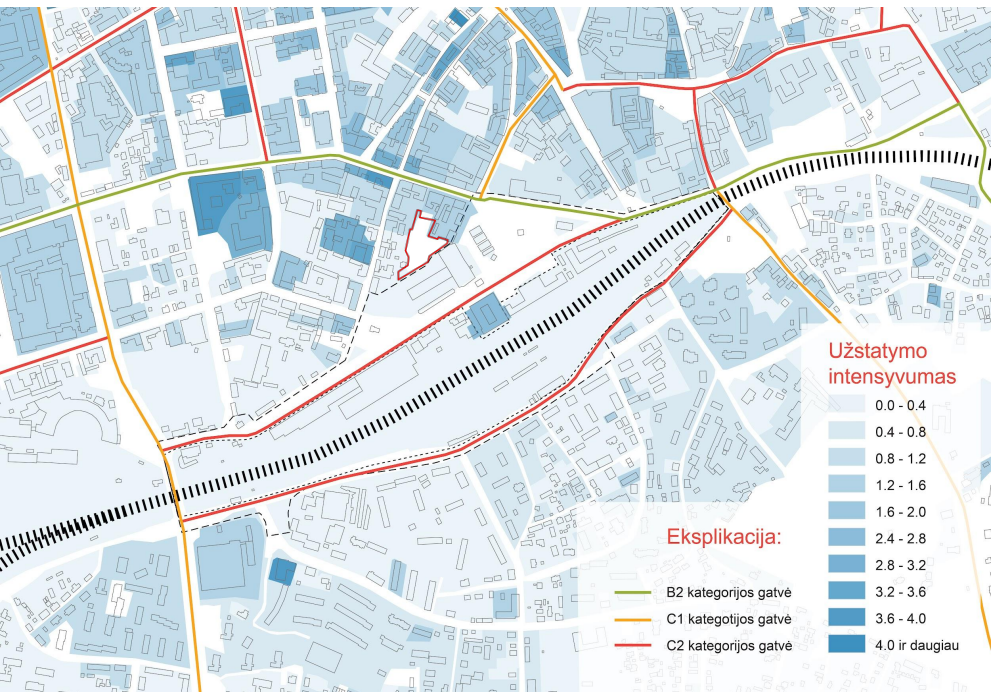 Užstatymo
intensyvumas
0.0 - 0.4
0.4 - 0.8
0.8 - 1.2
1.2 - 1.6
1.6 - 2.0
2.4 - 2.8
2.8 - 3.2
3.2 - 3.6
3.6 - 4.0
4.0 ir daugiau
Eksplikacija:
B2 kategorijos gatvė
C1 kategotijos gatvė
C2 kategorijos gatvė